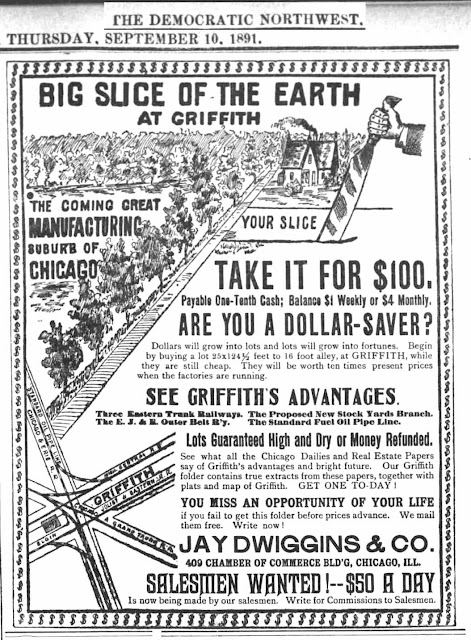 THE DEMOCRATIC NORTHWEST.
THURSDAY, SEPTEMBER 10, 1891.
BIG SLICE OF THE EARTH
AT GRIFFITH
THE COMING GREAT
MANUFACTURING
SUBURB OF
CHICAGO
YOUR SLICE
TAKE IT FOR $100.
Payable One-Tenth Cash; Balance $1 Weekly or $4 Monthly.
ARE YOU A DOLLAR-SAVER?
Dollars will grow into lots and lots will grow into fortunes. Begin
by buying a lot 25x124½ feet to 16 foot alley, at GRIFFITH, while
they are still cheap. They will be worth ten times present prices
when the factories are running.
SEE GRIFFITH'S ADVANTAGES.
Three Eastern Trunk Railways. The Proposed New Stock Yards Branch.
The E. J. & E. Outer Belt R'y. The Standard Fuel Oil Pipe Line.
Lots Guaranteed High and Dry or Money Refunded.
See what all the Chicago Dailies and Real Estate Papers
say of Griffith's advantages and bright future. Our Griffith
folder contains true extracts from these papers, together with
plats and map of Griffith. GET ONE TO-DAY!
YOU MISS AN OPPORTUNITY OF YOUR LIFE
if you fail to get this folder before prices advance. We mail
them free. Write now!
CHICAGO & ERIE R.R.
CENTRAL R.R.
GRIFFITH
EASTERN R.R.
GRAND TRUNK R.R.
ELGIN
JAY DWIGGINS & CO.
409 CHAMBER OF COMMERCE BLD'G, CHICAGO, ILL.
SALESMEN WANTED!--$50 A DAY
Is now being made by our salesmen. Write for Commissions to Salesmen.